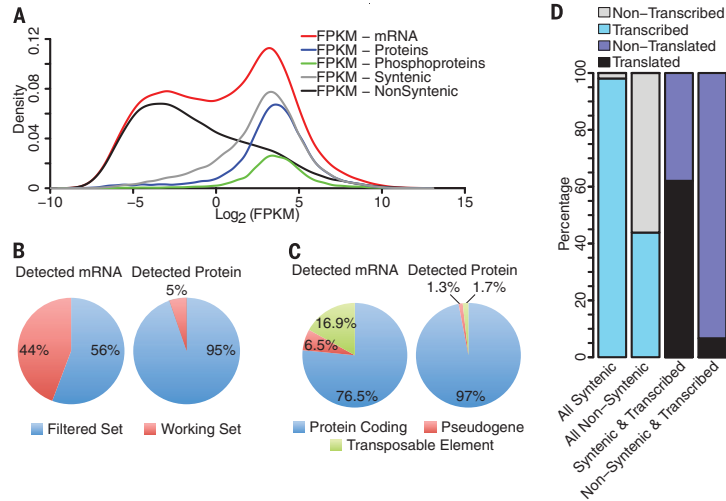 A
Density
0.12
0.08
0.04
0
FPKM – mRNA
FPKM – Proteins
FPKM – Phosphoproteins
FPKM – Syntenic
FPKM – NonSyntenic
−10
−5
0
5
10
15
Log2 (FPKM)
B
Detected mRNA
Detected Protein
44%
56%
5%
95%
Filtered Set
Working Set
C
Detected mRNA
Detected Protein
16.9%
6.5%
76.5%
1.3%
1.7%
97%
Protein Coding
Pseudogene
Transposable Element
D
Non−Transcribed
Transcribed
Non−Translated
Translated
Percentage
100
80
60
40
20
0
All Syntenic
All Non−Syntenic
Syntenic & Transcribed
Non−Syntenic & Transcribed